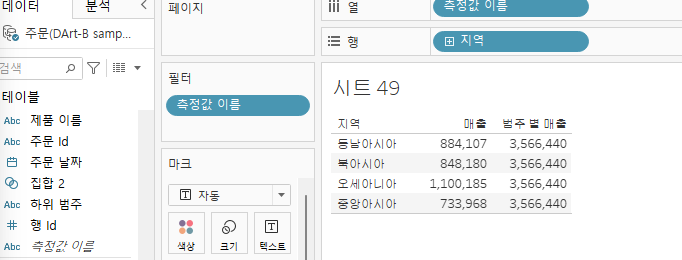 데이터
분석
주문(DArt-B samp...
검색
테이블
Abc 제품 이름
Abc 주문 Id
주문 날짜
집합 2
Abc 하위 범주
# 행 Id
Abc 측정값 이름
페이지
필터
측정값 이름
마크
자동
색상
크기
텍스트
열
측정값 이름
행
지역
시트 49
지역 매출 범주 별 매출
동남아시아 884,107 3,566,440
북아시아 848,180 3,566,440
오세아니아 1,100,185 3,566,440
중앙아시아 733,968 3,566,440